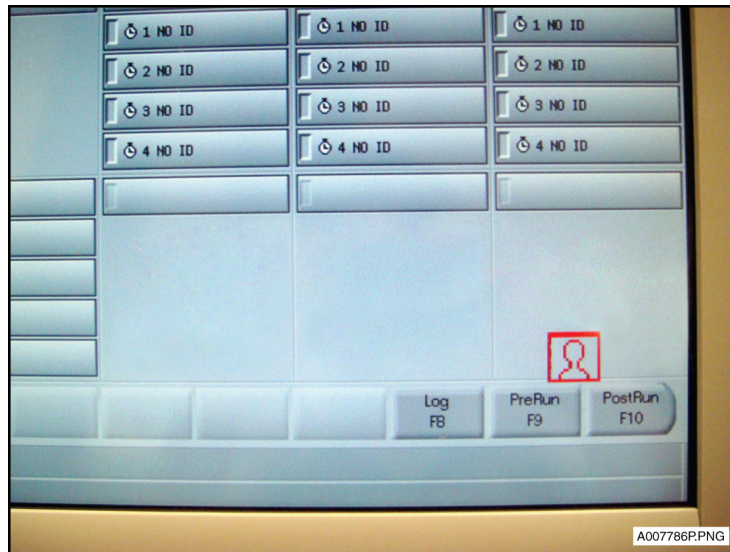 1 NO ID 1 NO ID 1 NO ID
2 NO ID 2 NO ID 2 NO ID
3 NO ID 3 NO ID 3 NO ID
4 NO ID 4 NO ID 4 NO ID
Log PreRun PostRun
F8 F9 F10
A007786P.PNG